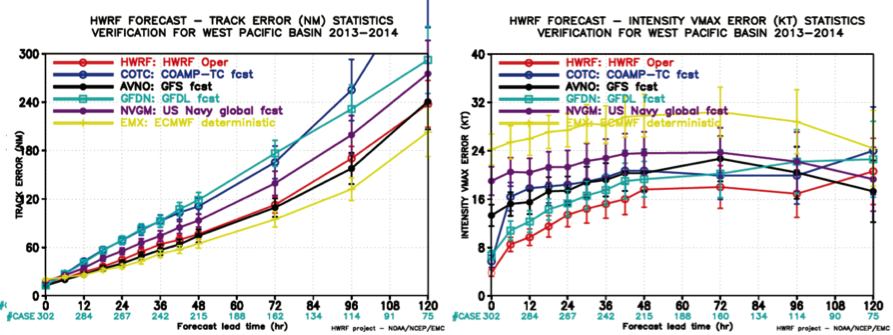 HWRF FORECAST – TRACK ERROR (NM) STATISTICS
VERIFICATION FOR WEST PACIFIC BASIN 2013–2014
300
240
180
120
60
0
TRACK ERROR (NM)
HWRF: HWRF Oper
COTC: COAMP–TC fcst
AVNO: GFS fcst
GFDN: GFDL fcst
NVGM: US Navy global fcst
EMX: ECMWF deterministic
0 12 24 36 48 60 72 84 96 108 120
#CASE 302 284 267 242 215 188 162 134 114 91 75
Forecast lead time (hr)
HWRF project – NOAA/NCEP/EMC
HWRF FORECAST – INTENSITY VMAX ERROR (KT) STATISTICS
VERIFICATION FOR WEST PACIFIC BASIN 2013–2014
40
32
24
16
8
0
INTENSITY VMAX ERROR (KT)
HWRF: HWRF Oper
COTC: COAMP–TC fcst
AVNO: GFS fcst
GFDN: GFDL fcst
NVGM: US Navy global fcst
EMX: ECMWF deterministic
0 12 24 36 48 60 72 84 96 108 120
#CASE 302 284 267 242 215 184 160 134 114 90 75
Forecast lead time (hr)
HWRF project – NOAA/NCEP/EMC